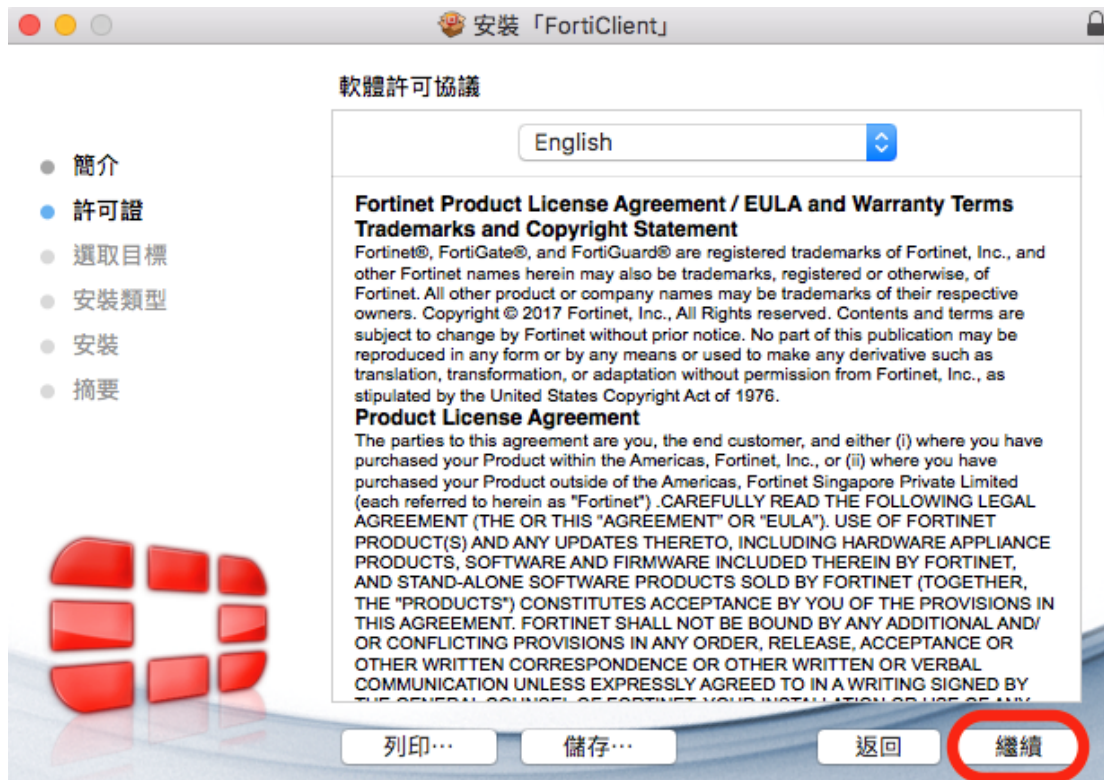 安裝「FortiClient」
軟體許可協議
English
簡介
許可證
選取目標
安裝類型
安裝
摘要
Fortinet Product License Agreement / EULA and Warranty Terms
Trademarks and Copyright Statement
Fortinet®, FortiGate®, and FortiGuard® are registered trademarks of Fortinet, Inc., and
other Fortinet names herein may also be trademarks, registered or otherwise, of
Fortinet. All other product or company names may be trademarks of their respective
owners. Copyright © 2017 Fortinet, Inc., All Rights reserved. Contents and terms are
subject to change by Fortinet without prior notice. No part of this publication may be
reproduced in any form or by any means or used to make any derivative such as
translation, transformation, or adaptation without permission from Fortinet, Inc., as
stipulated by the United States Copyright Act of 1976.
Product License Agreement
The parties to this agreement are you, the end customer, and either (i) where you have
purchased your Product within the Americas, Fortinet, Inc., or (ii) where you have
purchased your Product outside of the Americas, Fortinet Singapore Private Limited
(each referred to herein as "Fortinet") .CAREFULLY READ THE FOLLOWING LEGAL
AGREEMENT (THE OR THIS "AGREEMENT" OR "EULA"). USE OF FORTINET
PRODUCT(S) AND ANY UPDATES THERETO, INCLUDING HARDWARE APPLIANCE
PRODUCTS, SOFTWARE AND FIRMWARE INCLUDED THEREIN BY FORTINET,
AND STAND-ALONE SOFTWARE PRODUCTS SOLD BY FORTINET (TOGETHER,
THE "PRODUCTS") CONSTITUTES ACCEPTANCE BY YOU OF THE PROVISIONS IN
THIS AGREEMENT. FORTINET SHALL NOT BE BOUND BY ANY ADDITIONAL AND/
OR CONFLICTING PROVISIONS IN ANY ORDER, RELEASE, ACCEPTANCE OR
OTHER WRITTEN CORRESPONDENCE OR OTHER WRITTEN OR VERBAL
COMMUNICATION UNLESS EXPRESSLY AGREED TO IN A WRITING SIGNED BY
列印⋯
儲存⋯
返回
繼續